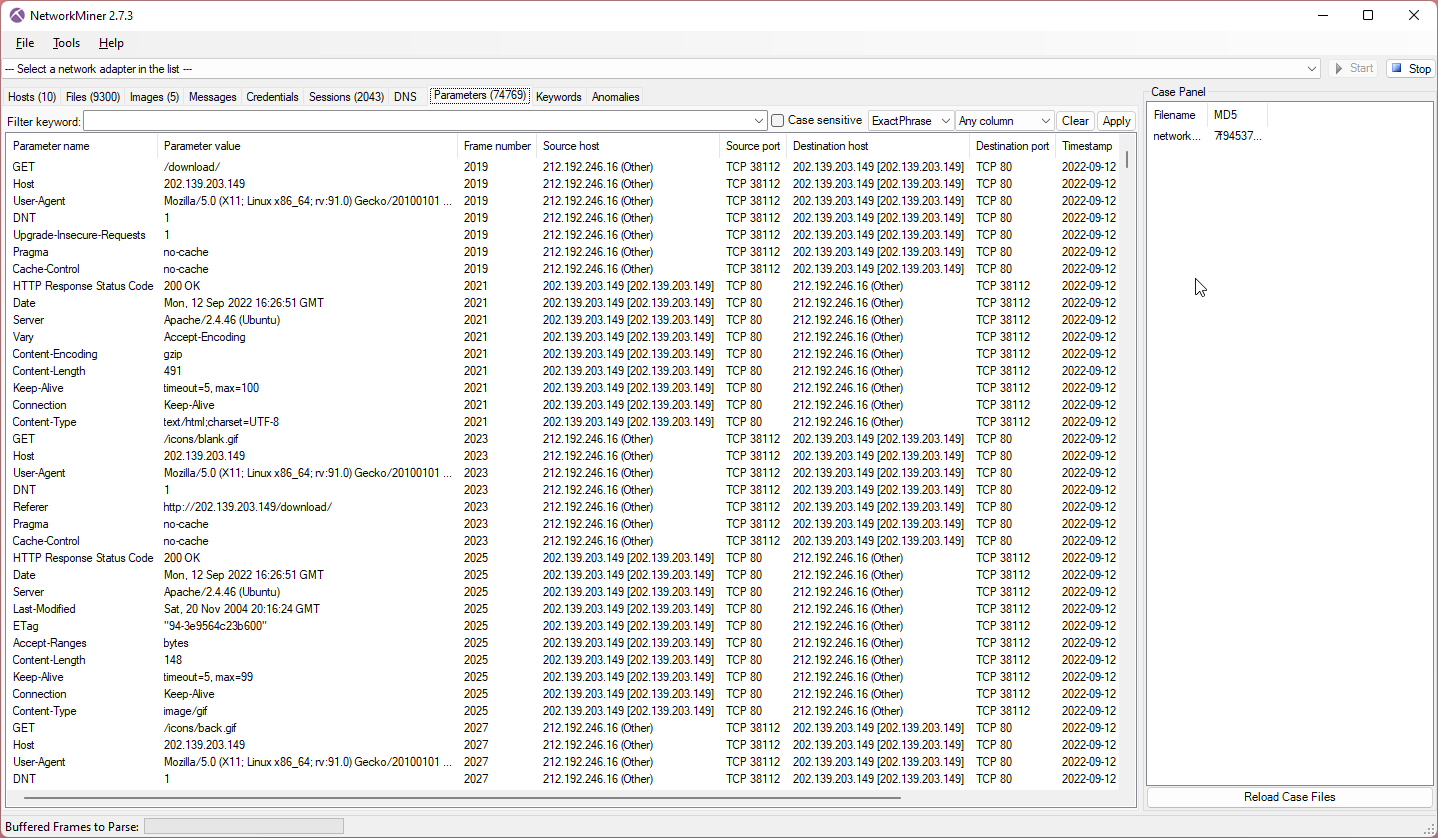 NetworkMiner 2.7.3
File Tools Help
--- Select a network adapter in the list --- Start Stop
Hosts (10) Files (9300) Images (5) Messages Credentials Sessions (2043) DNS Parameters (74769) Keywords Anomalies
Filter keyword: Case sensitive ExactPhrase Any column Clear Apply
Parameter name Parameter value Frame number Source host Source port Destination host Destination port Timestamp
GET /download/ 2019 212.192.246.16 (Other) TCP 38112 202.139.203.149 [202.139.203.149] TCP 80 2022-09-12
Host 202.139.203.149 2019 212.192.246.16 (Other) TCP 38112 202.139.203.149 [202.139.203.149] TCP 80 2022-09-12
User-Agent Mozilla/5.0 (X11; Linux x86_64; rv:91.0) Gecko/20100101 ... 2019 212.192.246.16 (Other) TCP 38112 202.139.203.149 [202.139.203.149] TCP 80 2022-09-12
DNT 1 2019 212.192.246.16 (Other) TCP 38112 202.139.203.149 [202.139.203.149] TCP 80 2022-09-12
Upgrade-Insecure-Requests 1 2019 212.192.246.16 (Other) TCP 38112 202.139.203.149 [202.139.203.149] TCP 80 2022-09-12
Pragma no-cache 2019 212.192.246.16 (Other) TCP 38112 202.139.203.149 [202.139.203.149] TCP 80 2022-09-12
Cache-Control no-cache 2019 212.192.246.16 (Other) TCP 38112 202.139.203.149 [202.139.203.149] TCP 80 2022-09-12
HTTP Response Status Code 200 OK 2021 202.139.203.149 [202.139.203.149] TCP 80 212.192.246.16 (Other) TCP 38112 2022-09-12
Date Mon, 12 Sep 2022 16:26:51 GMT 2021 202.139.203.149 [202.139.203.149] TCP 80 212.192.246.16 (Other) TCP 38112 2022-09-12
Server Apache/2.4.46 (Ubuntu) 2021 202.139.203.149 [202.139.203.149] TCP 80 212.192.246.16 (Other) TCP 38112 2022-09-12
Vary Accept-Encoding 2021 202.139.203.149 [202.139.203.149] TCP 80 212.192.246.16 (Other) TCP 38112 2022-09-12
Content-Encoding gzip 2021 202.139.203.149 [202.139.203.149] TCP 80 212.192.246.16 (Other) TCP 38112 2022-09-12
Content-Length 491 2021 202.139.203.149 [202.139.203.149] TCP 80 212.192.246.16 (Other) TCP 38112 2022-09-12
Keep-Alive timeout=5, max=100 2021 202.139.203.149 [202.139.203.149] TCP 80 212.192.246.16 (Other) TCP 38112 2022-09-12
Connection Keep-Alive 2021 202.139.203.149 [202.139.203.149] TCP 80 212.192.246.16 (Other) TCP 38112 2022-09-12
Content-Type text/html;charset=UTF-8 2021 202.139.203.149 [202.139.203.149] TCP 80 212.192.246.16 (Other) TCP 38112 2022-09-12
GET /icons/blank.gif 2023 212.192.246.16 (Other) TCP 38112 202.139.203.149 [202.139.203.149] TCP 80 2022-09-12
Host 202.139.203.149 2023 212.192.246.16 (Other) TCP 38112 202.139.203.149 [202.139.203.149] TCP 80 2022-09-12
User-Agent Mozilla/5.0 (X11; Linux x86_64; rv:91.0) Gecko/20100101 ... 2023 212.192.246.16 (Other) TCP 38112 202.139.203.149 [202.139.203.149] TCP 80 2022-09-12
DNT 1 2023 212.192.246.16 (Other) TCP 38112 202.139.203.149 [202.139.203.149] TCP 80 2022-09-12
Referer http://202.139.203.149/download/ 2023 212.192.246.16 (Other) TCP 38112 202.139.203.149 [202.139.203.149] TCP 80 2022-09-12
Pragma no-cache 2023 212.192.246.16 (Other) TCP 38112 202.139.203.149 [202.139.203.149] TCP 80 2022-09-12
Cache-Control no-cache 2023 212.192.246.16 (Other) TCP 38112 202.139.203.149 [202.139.203.149] TCP 80 2022-09-12
HTTP Response Status Code 200 OK 2025 202.139.203.149 [202.139.203.149] TCP 80 212.192.246.16 (Other) TCP 38112 2022-09-12
Date Mon, 12 Sep 2022 16:26:51 GMT 2025 202.139.203.149 [202.139.203.149] TCP 80 212.192.246.16 (Other) TCP 38112 2022-09-12
Server Apache/2.4.46 (Ubuntu) 2025 202.139.203.149 [202.139.203.149] TCP 80 212.192.246.16 (Other) TCP 38112 2022-09-12
Last-Modified Sat, 20 Nov 2004 20:16:24 GMT 2025 202.139.203.149 [202.139.203.149] TCP 80 212.192.246.16 (Other) TCP 38112 2022-09-12
ETag "94-3e9564c23b600" 2025 202.139.203.149 [202.139.203.149] TCP 80 212.192.246.16 (Other) TCP 38112 2022-09-12
Accept-Ranges bytes 2025 202.139.203.149 [202.139.203.149] TCP 80 212.192.246.16 (Other) TCP 38112 2022-09-12
Content-Length 148 2025 202.139.203.149 [202.139.203.149] TCP 80 212.192.246.16 (Other) TCP 38112 2022-09-12
Keep-Alive timeout=5, max=99 2025 202.139.203.149 [202.139.203.149] TCP 80 212.192.246.16 (Other) TCP 38112 2022-09-12
Connection Keep-Alive 2025 202.139.203.149 [202.139.203.149] TCP 80 212.192.246.16 (Other) TCP 38112 2022-09-12
Content-Type image/gif 2025 202.139.203.149 [202.139.203.149] TCP 80 212.192.246.16 (Other) TCP 38112 2022-09-12
GET /icons/back.gif 2027 212.192.246.16 (Other) TCP 38112 202.139.203.149 [202.139.203.149] TCP 80 2022-09-12
Host 202.139.203.149 2027 212.192.246.16 (Other) TCP 38112 202.139.203.149 [202.139.203.149] TCP 80 2022-09-12
User-Agent Mozilla/5.0 (X11; Linux x86_64; rv:91.0) Gecko/20100101 ... 2027 212.192.246.16 (Other) TCP 38112 202.139.203.149 [202.139.203.149] TCP 80 2022-09-12
DNT 1 2027 212.192.246.16 (Other) TCP 38112 202.139.203.149 [202.139.203.149] TCP 80 2022-09-12
Case Panel
Filename MD5
network... 7f94537...
Reload Case Files
Buffered Frames to Parse: